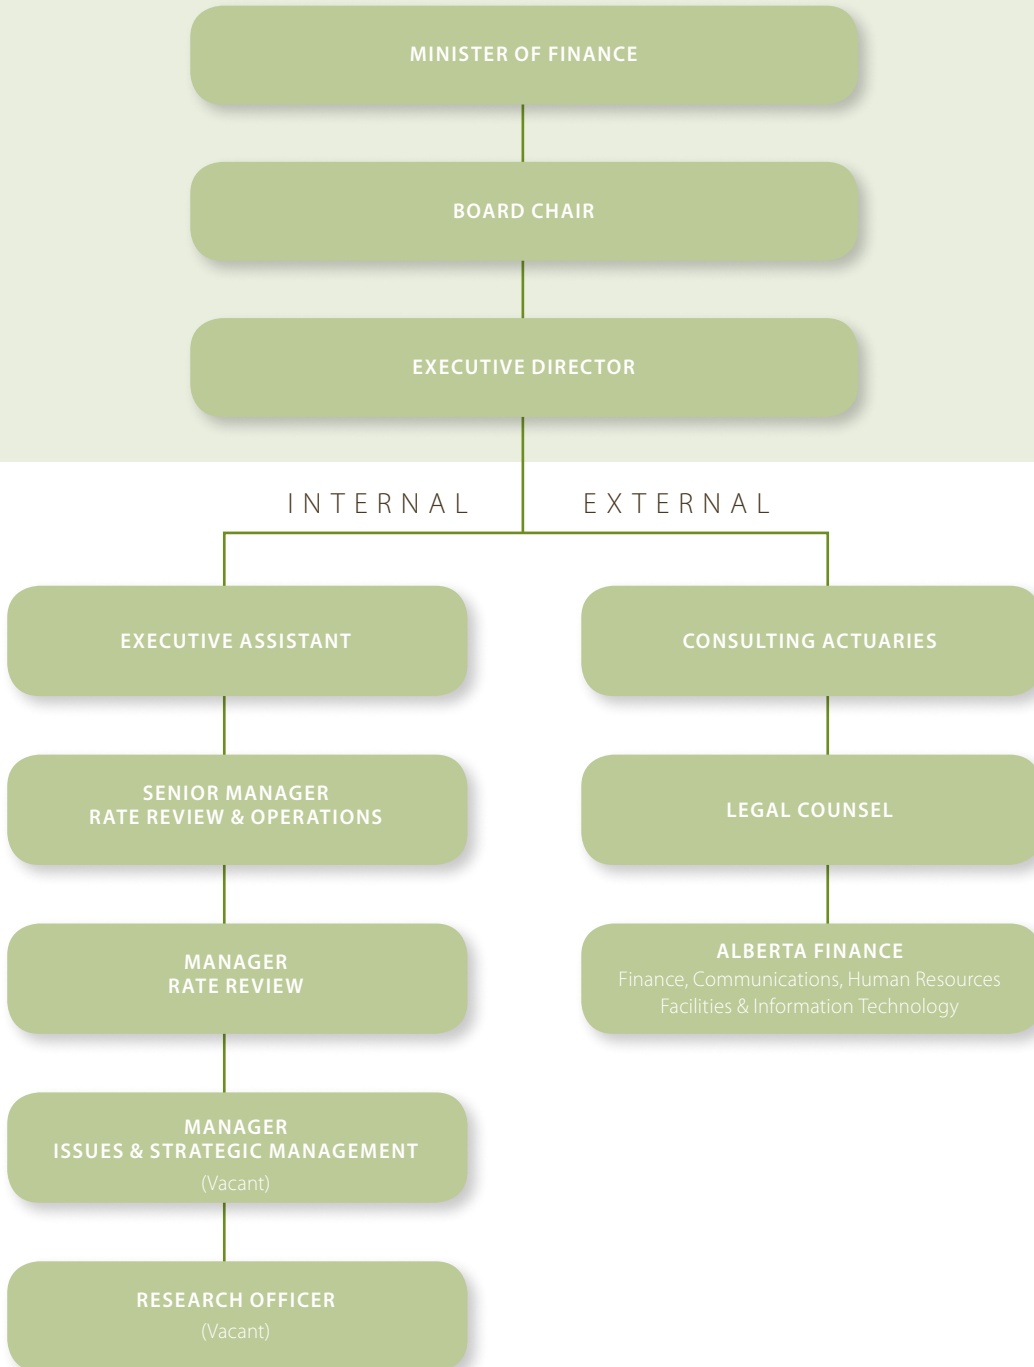 MINISTER OF FINANCE
BOARD CHAIR
EXECUTIVE DIRECTOR
INTERNAL
EXTERNAL
EXECUTIVE ASSISTANT
SENIOR MANAGER
RATE REVIEW & OPERATIONS
MANAGER
RATE REVIEW
MANAGER
ISSUES & STRATEGIC MANAGEMENT
(Vacant)
RESEARCH OFFICER
(Vacant)
CONSULTING ACTUARIES
LEGAL COUNSEL
ALBERTA FINANCE
Finance, Communications, Human Resources
Facilities & Information Technology